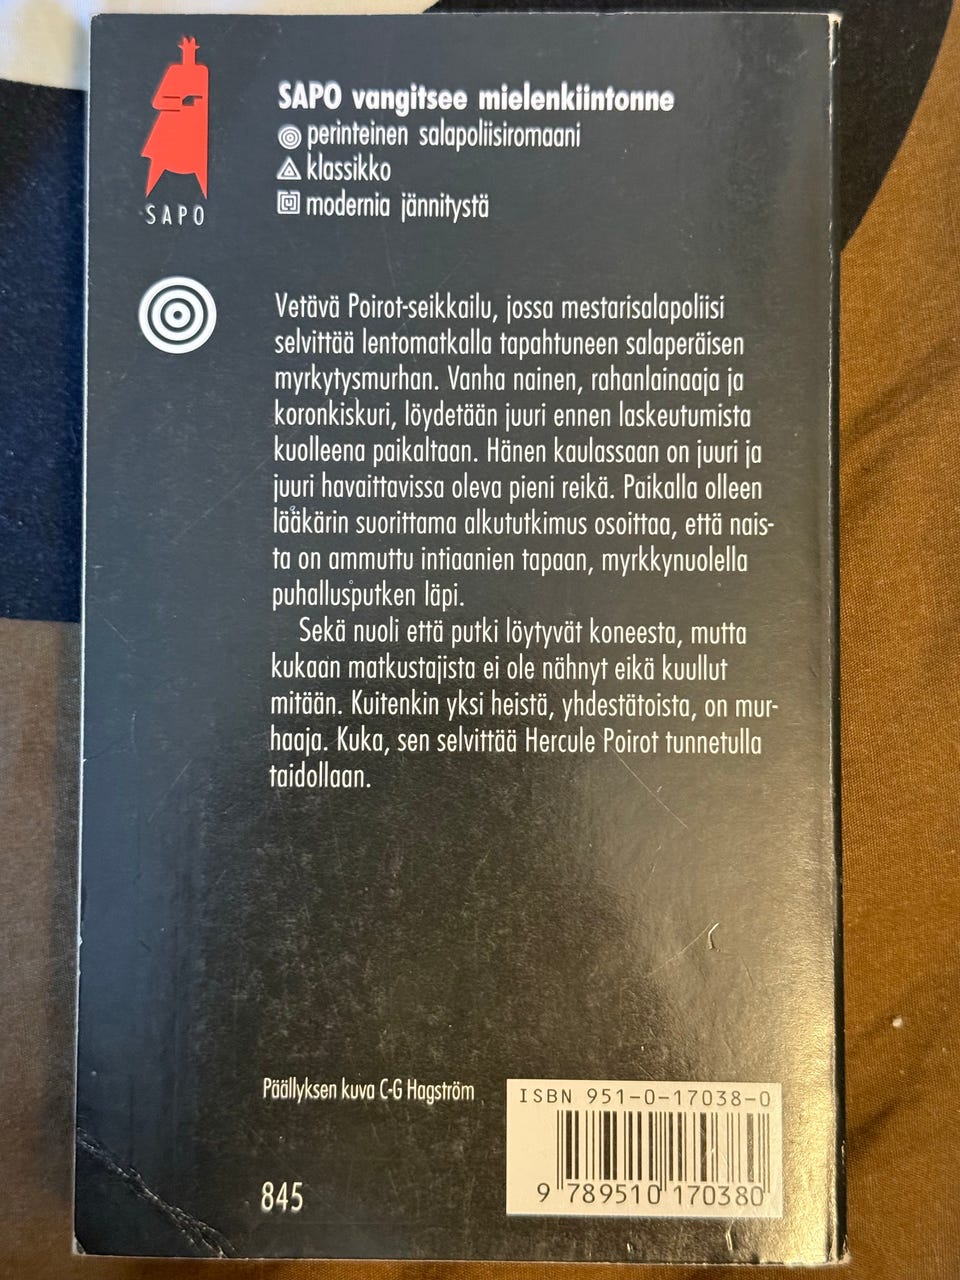 SAPO vangitsee mielenkiintonne
perinteinen salapoliisiromaani
klassikko
modernia jännitystä
SAPO
Vetävä Poirot-seikkailu, jossa mestarisalapoliisi
selvittää lentomatkalla tapahtuneen salaperäisen
myrkytysmurhan. Vanha nainen, rahanlainaaja ja
koronkiskuri, löydetään juuri ennen laskeutumista
kuolleena paikaltaan. Hänen kaulassaan on juuri ja
juuri havaittavissa oleva pieni reikä. Paikalla olleen
lääkärin suorittama alkututkimus osoittaa, että nais-
ta on ammuttu intiaanien tapaan, myrkkynuolella
puhallusputken läpi.
Sekä nuoli että putki löytyvät koneesta, mutta
kukaan matkustajista ei ole nähnyt eikä kuullut
mitään. Kuitenkin yksi heistä, yhdestätoista, on mur-
haaja. Kuka, sen selvittää Hercule Poirot tunnetulla
taidollaan.
Päällyksen kuva C-G Hagström
ISBN 951-0-17038-0
9 789510 170380
845